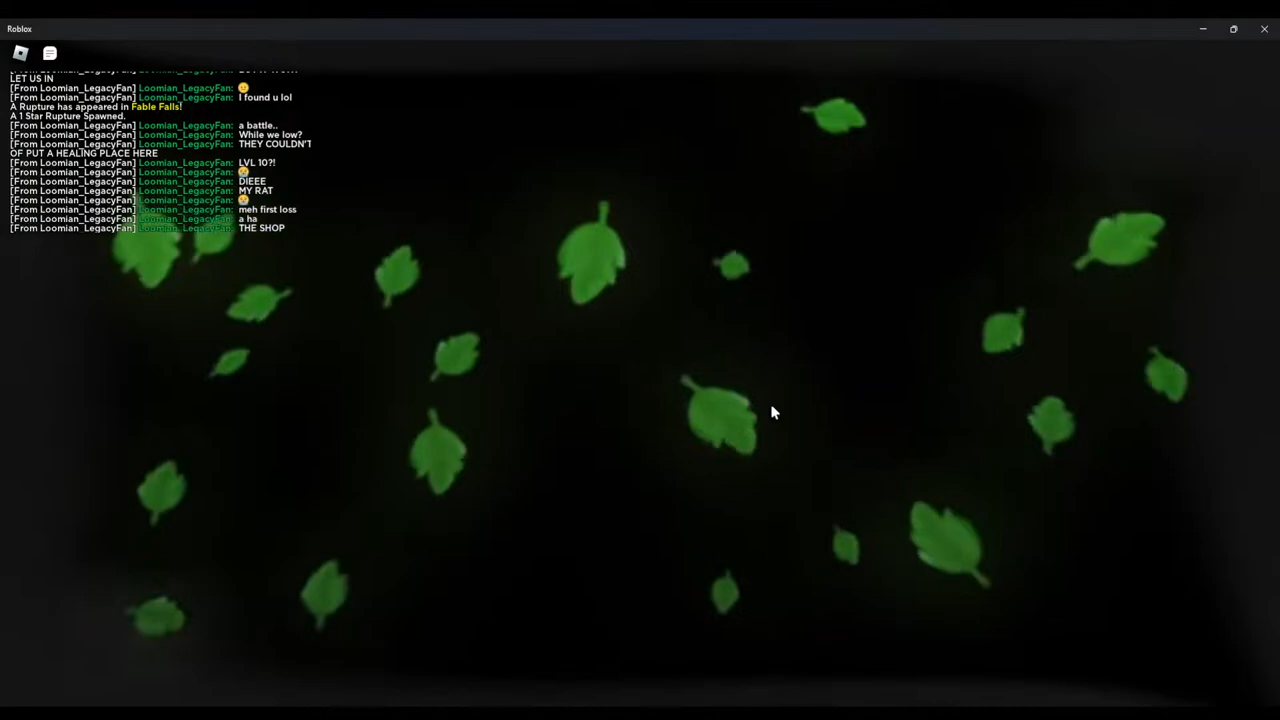 Roblox
LET US IN
[From Loomian_LegacyFan] Loomian_LegacyFan: 😐
[From Loomian_LegacyFan] Loomian_LegacyFan: I found u lol
A Rupture has appeared in Fable Falls!
A 1 Star Rupture Spawned.
[From Loomian_LegacyFan] Loomian_LegacyFan: a battle..
[From Loomian_LegacyFan] Loomian_LegacyFan: While we low?
[From Loomian_LegacyFan] Loomian_LegacyFan: THEY COULDN'T
OF PUT A HEALING PLACE HERE
[From Loomian_LegacyFan] Loomian_LegacyFan: LVL 10?!
[From Loomian_LegacyFan] Loomian_LegacyFan: 😢
[From Loomian_LegacyFan] Loomian_LegacyFan: DIEEE
[From Loomian_LegacyFan] Loomian_LegacyFan: MY RAT
[From Loomian_LegacyFan] Loomian_LegacyFan: 😢
[From Loomian_LegacyFan] Loomian_LegacyFan: meh first loss
[From Loomian_LegacyFan] Loomian_LegacyFan: a ha
[From Loomian_LegacyFan] Loomian_LegacyFan: THE SHOP